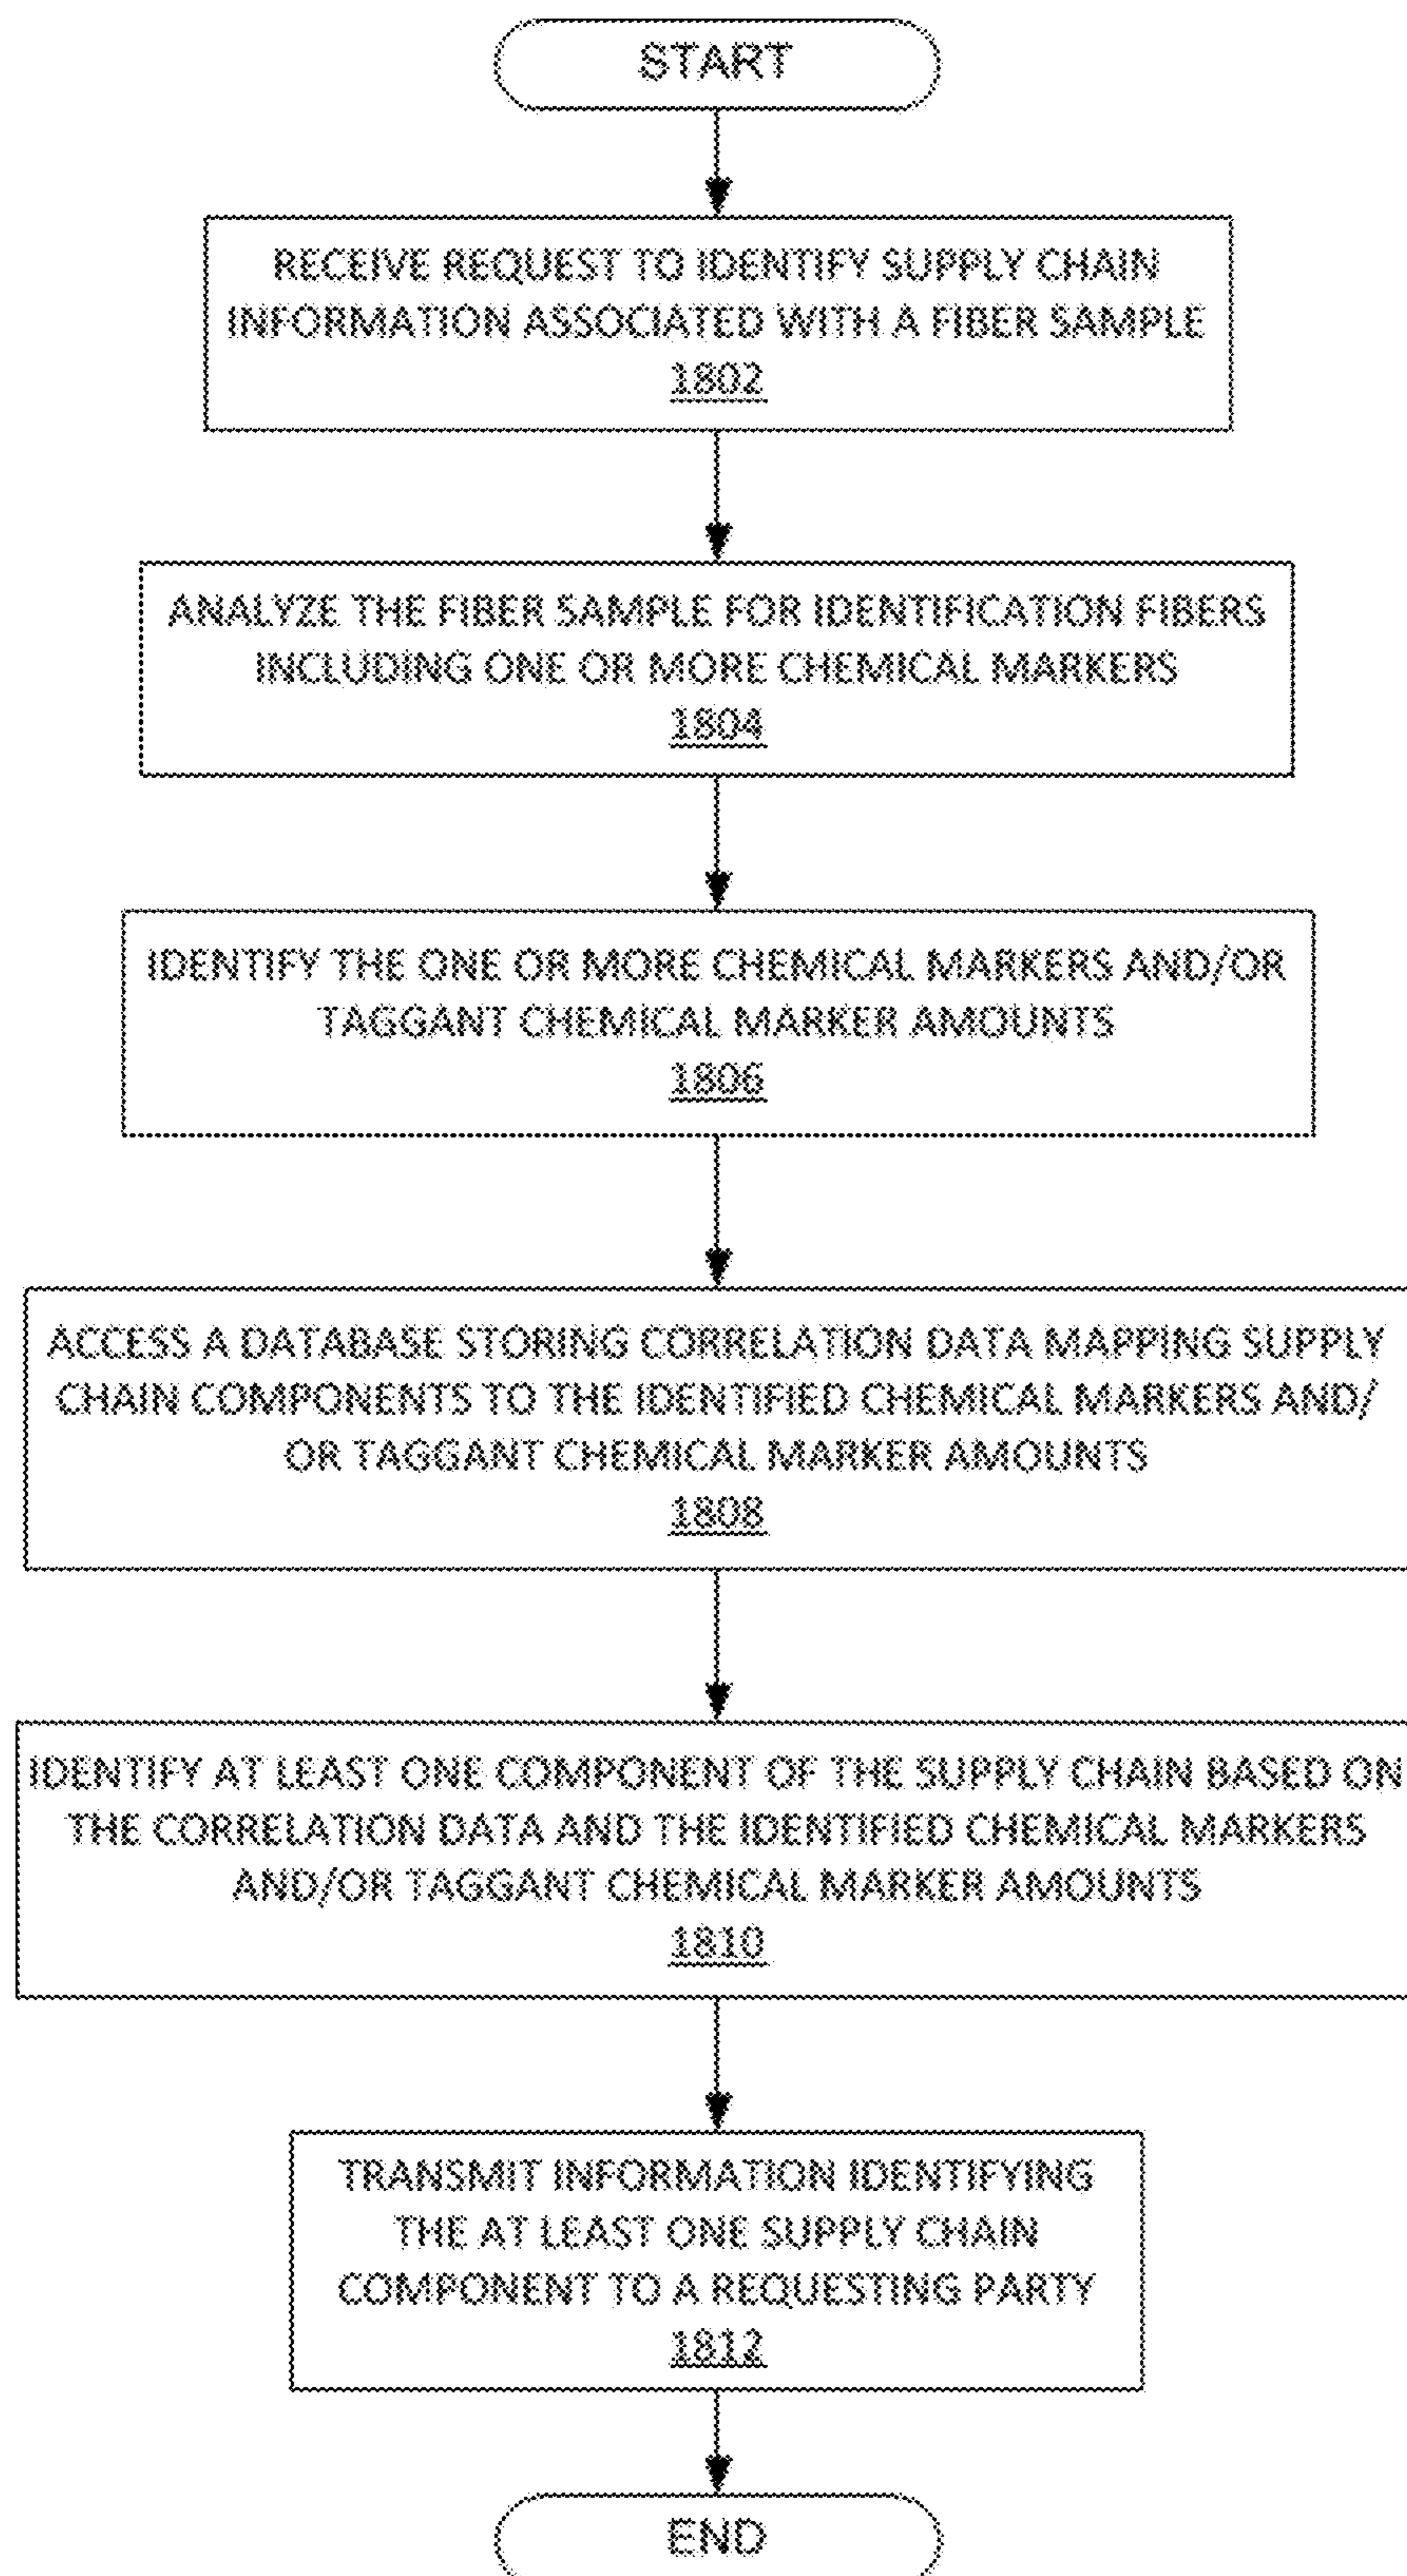 START
RECEIVE REQUEST TO IDENTIFY SUPPLY CHAIN
INFORMATION ASSOCIATED WITH A FIBER SAMPLE
1802
ANALYZE THE FIBER SAMPLE FOR IDENTIFICATION FIBERS
INCLUDING ONE OR MORE CHEMICAL MARKERS
1804
IDENTIFY THE ONE OR MORE CHEMICAL MARKERS AND/OR
TAGGANT CHEMICAL MARKER AMOUNTS
1806
ACCESS A DATABASE STORING CORRELATION DATA MAPPING SUPPLY
CHAIN COMPONENTS TO THE IDENTIFIED CHEMICAL MARKERS AND/
OR TAGGANT CHEMICAL MARKER AMOUNTS
1808
IDENTIFY AT LEAST ONE COMPONENT OF THE SUPPLY CHAIN BASED ON
THE CORRELATION DATA AND THE IDENTIFIED CHEMICAL MARKERS
AND/OR TAGGANT CHEMICAL MARKER AMOUNTS
1810
TRANSMIT INFORMATION IDENTIFYING
THE AT LEAST ONE SUPPLY CHAIN
COMPONENT TO A REQUESTING PARTY
1812
END